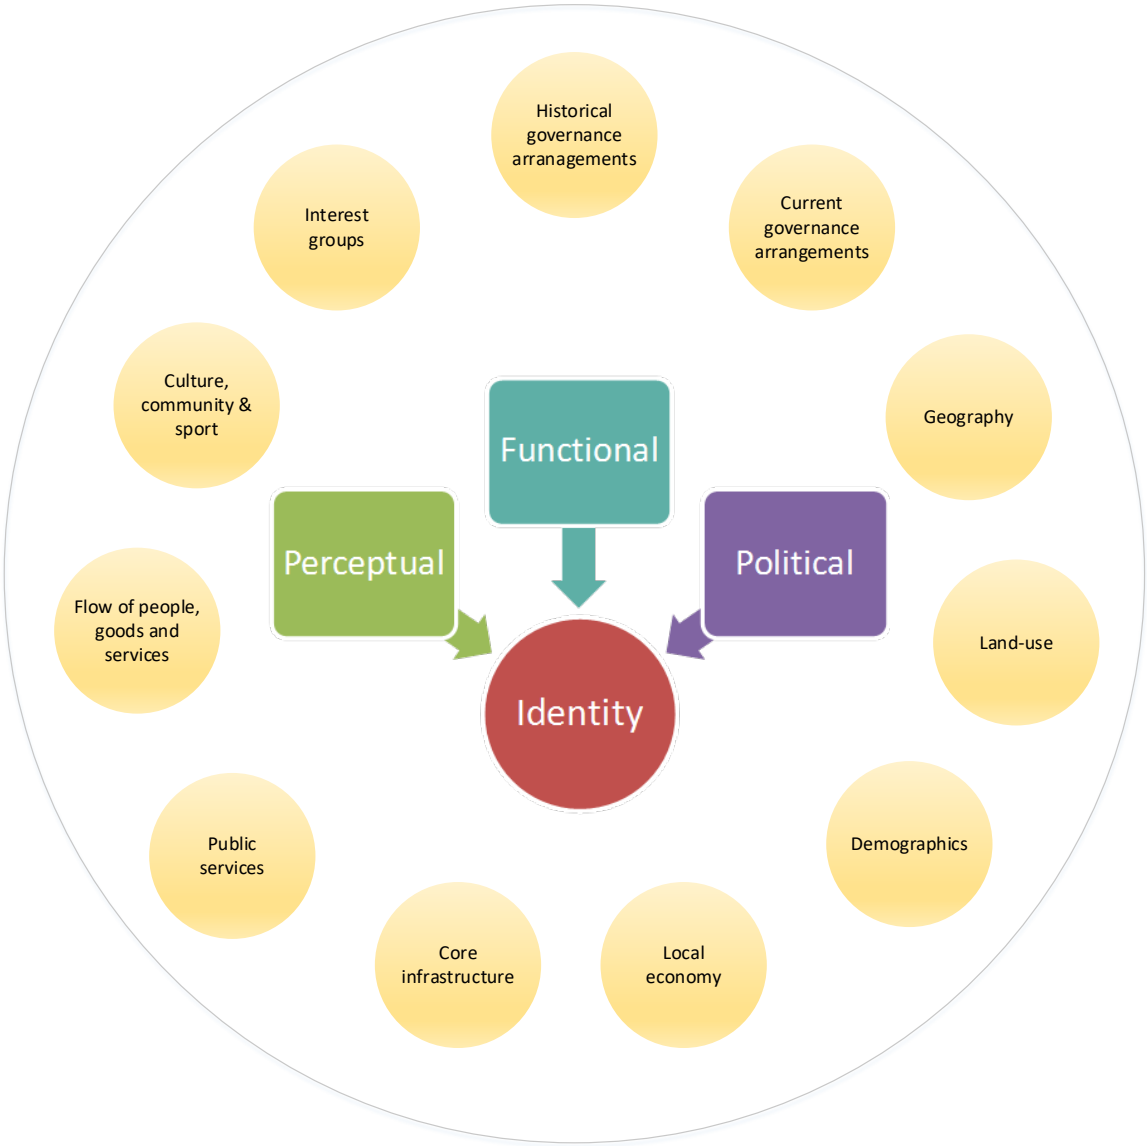 Historical
governance
arranagements
Current
governance
arrangements
Interest
groups
Geography
Culture,
community &
sport
Functional
Perceptual
Political
Flow of people,
goods and
services
Land-use
Identity
Demographics
Public
services
Core
infrastructure
Local
economy